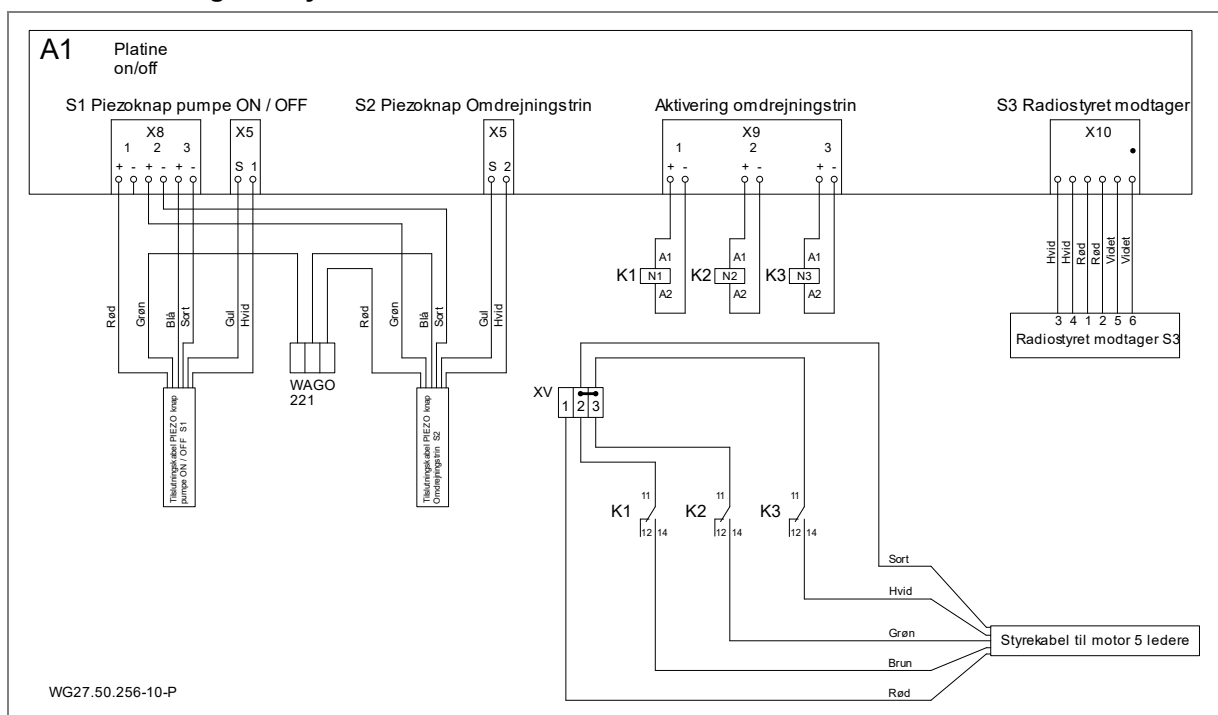 A1
Platine
on/off
S1 Piezoknap pumpe ON / OFF
S2 Piezoknap Omdrejningstrin
Aktivering omdrejningstrin
S3 Radiostyret modtager
X8
X5
X5
X9
X10
1 2 3
1 2 3
+ - + - + -
S 1
S 2
+ - + - + -
Rød
Grøn
Blå
Sort
Gul
Hvid
Rød
Grøn
Blå
Sort
Gul
Hvid
K1 N1 A1 A2
K2 N2 A1 A2
K3 N3 A1 A2
Hvid
Hvid
Rød
Rød
Violet
Violet
3 4 1 2 5 6
Radiostyret modtager S3
WAGO
221
Tilslutningskabel PIEZO knap
pumpe ON / OFF S1
Tilslutningskabel PIEZO knap
Omdrejningstrin S2
XV
1 2 3
K1 11 12 14
K2 11 12 14
K3 11 12 14
Sort
Hvid
Grøn
Brun
Rød
Styrekabel til motor 5 ledere
WG27.50.256-10-P